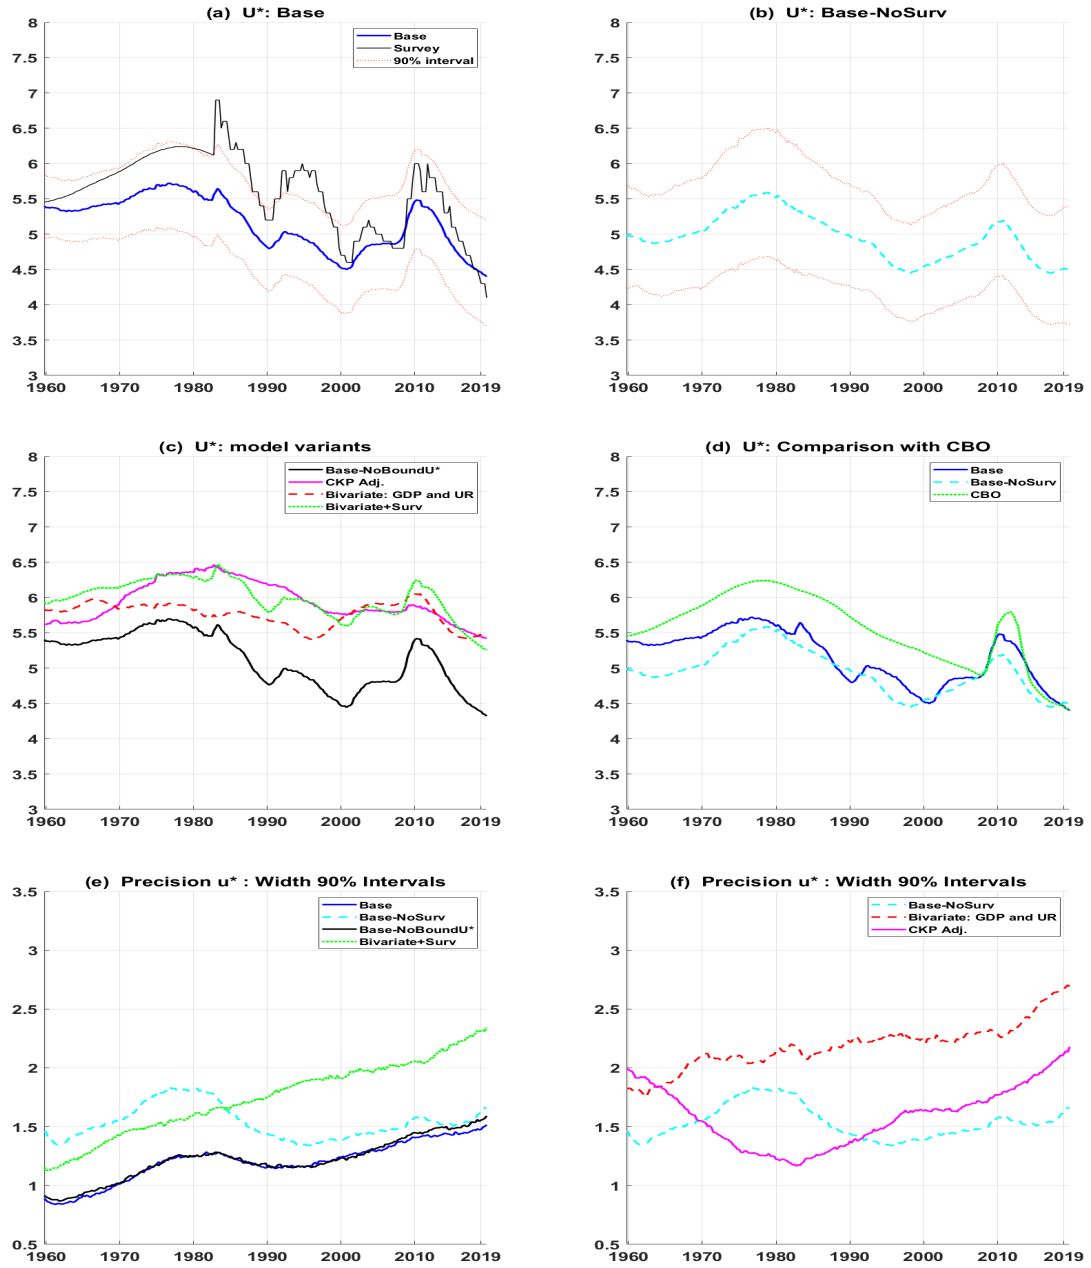 (a) U*: Base
8
7.5
7
6.5
6
5.5
5
4.5
4
3.5
3
1960 1970 1980 1990 2000 2010 2019
Base
Survey
90% interval
(b) U*: Base-NoSurv
8
7.5
7
6.5
6
5.5
5
4.5
4
3.5
3
1960 1970 1980 1990 2000 2010 2019
(c) U*: model variants
8
7.5
7
6.5
6
5.5
5
4.5
4
3.5
3
1960 1970 1980 1990 2000 2010 2019
Base-NoBoundU*
CKP Adj.
Bivariate: GDP and UR
Bivariate+Surv
(d) U*: Comparison with CBO
8
7.5
7
6.5
6
5.5
5
4.5
4
3.5
3
1960 1970 1980 1990 2000 2010 2019
Base
Base-NoSurv
CBO
(e) Precision u* : Width 90% Intervals
3.5
3
2.5
2
1.5
1
0.5
1960 1970 1980 1990 2000 2010 2019
Base
Base-NoSurv
Base-NoBoundU*
Bivariate+Surv
(f) Precision u* : Width 90% Intervals
3.5
3
2.5
2
1.5
1
0.5
1960 1970 1980 1990 2000 2010 2019
Base-NoSurv
Bivariate: GDP and UR
CKP Adj.